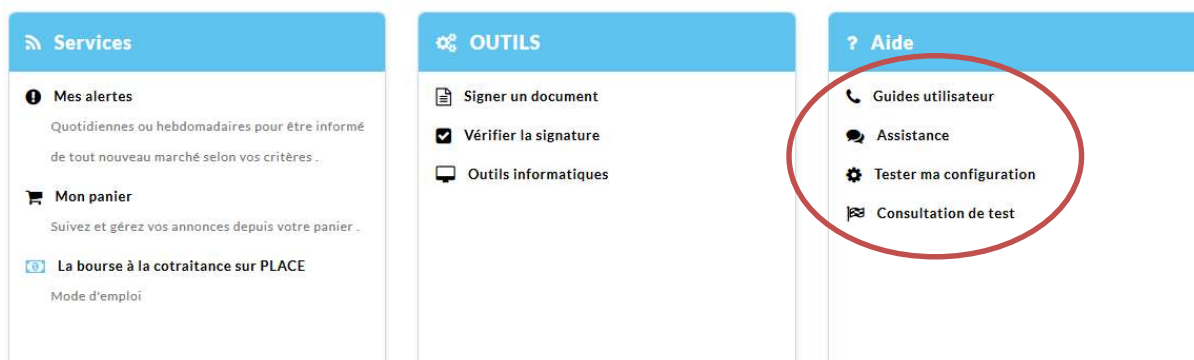 Services
Mes alertes
Quotidiennes ou hebdomadaires pour être informé
de tout nouveau marché selon vos critères .
Mon panier
Suivez et gérez vos annonces depuis votre panier .
La bourse à la cotraitance sur PLACE
Mode d'emploi
OUTILS
Signer un document
Vérifier la signature
Outils informatiques
? Aide
Guides utilisateur
Assistance
Tester ma configuration
Consultation de test